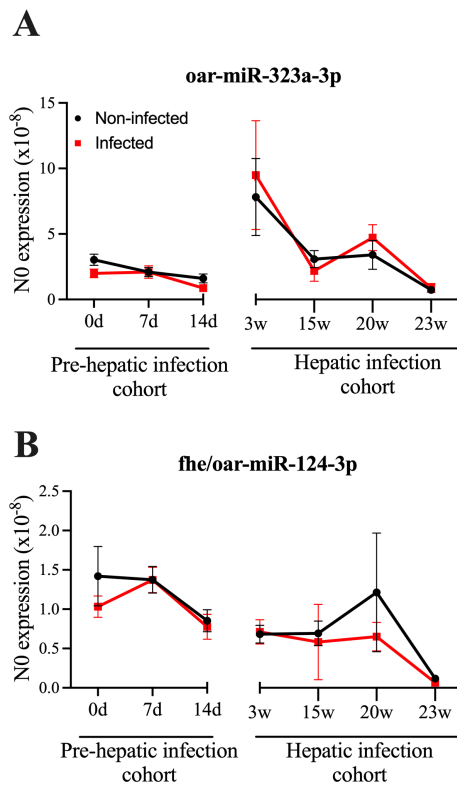 A
oar-miR-323a-3p
N0 expression (x10-8)
15
10
5
0
Non-infected
Infected
0d 7d 14d
3w 15w 20w 23w
Pre-hepatic infection
cohort
Hepatic infection
cohort
B
fhe/oar-miR-124-3p
N0 expression (x10-8)
2.5
2.0
1.5
1.0
0.5
0.0
0d 7d 14d
3w 15w 20w 23w
Pre-hepatic infection
cohort
Hepatic infection
cohort